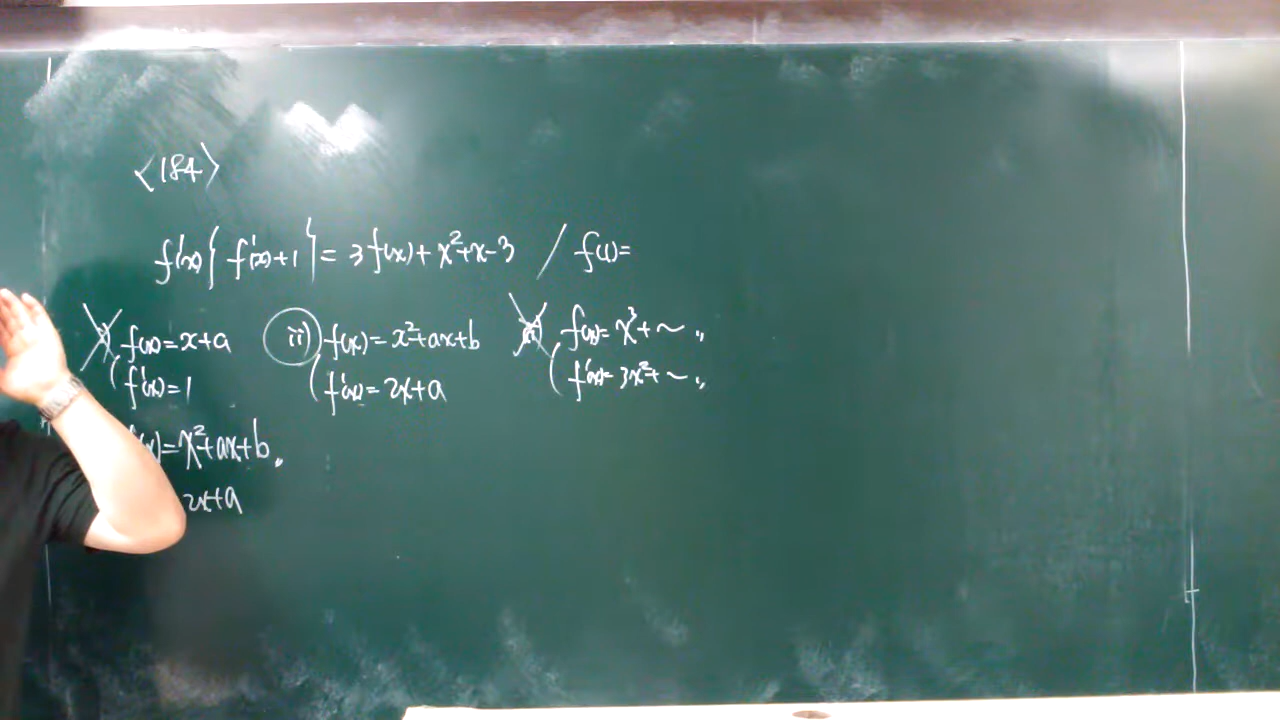 <184>
f'(x){f'(x)+1}=3f(x)+x²+x-3 / f(1)=
i) f(x)=x+a ii) f(x)=x²+ax+b iii) f(x)=x³+~ ,,
f'(x)=1 f'(x)=2x+a f'(x)=3x²+~ ,,
(x)=x²+ax+b.
2x+a